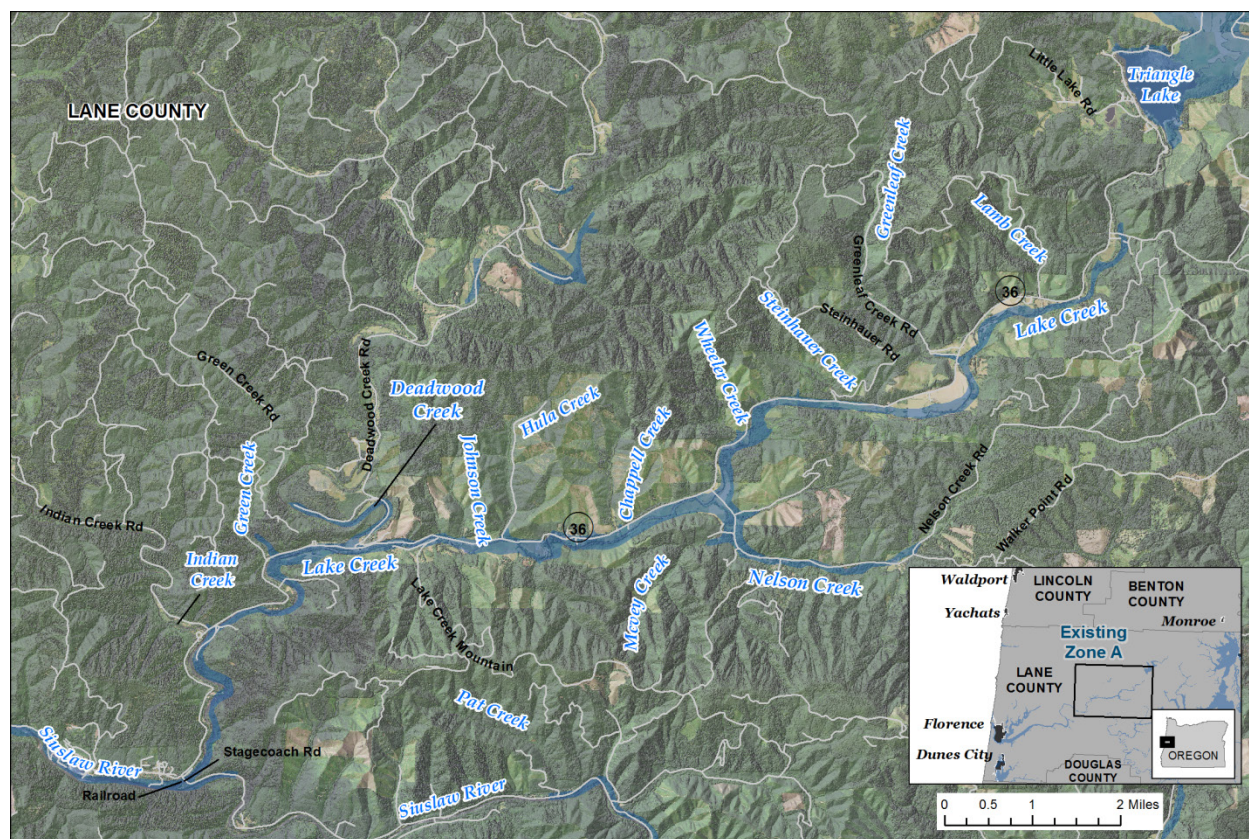 LANE COUNTY
Little Lake Rd
Triangle
Lake
Greenleaf Creek
Lamb Creek
Greenleaf Creek Rd
36
Lake Creek
Steinhauer Rd
Steinhauer Creek
Wheeler Creek
Green Creek Rd
Deadwood Creek Rd
Deadwood
Creek
Hula Creek
Johnson Creek
Chappell Creek
Green Creek
Indian Creek Rd
36
Nelson Creek Rd
Walker Point Rd
Indian
Creek
Lake Creek
Lake Creek Mountain
Mcvey Creek
Nelson Creek
Pat Creek
Siuslaw River
Stagecoach Rd
Railroad
Siuslaw River
Waldport
LINCOLN
COUNTY
BENTON
COUNTY
Yachats
Monroe
Existing
Zone A
LANE
COUNTY
Florence
Dunes City
DOUGLAS
COUNTY
OREGON
0 0.5 1 2 Miles